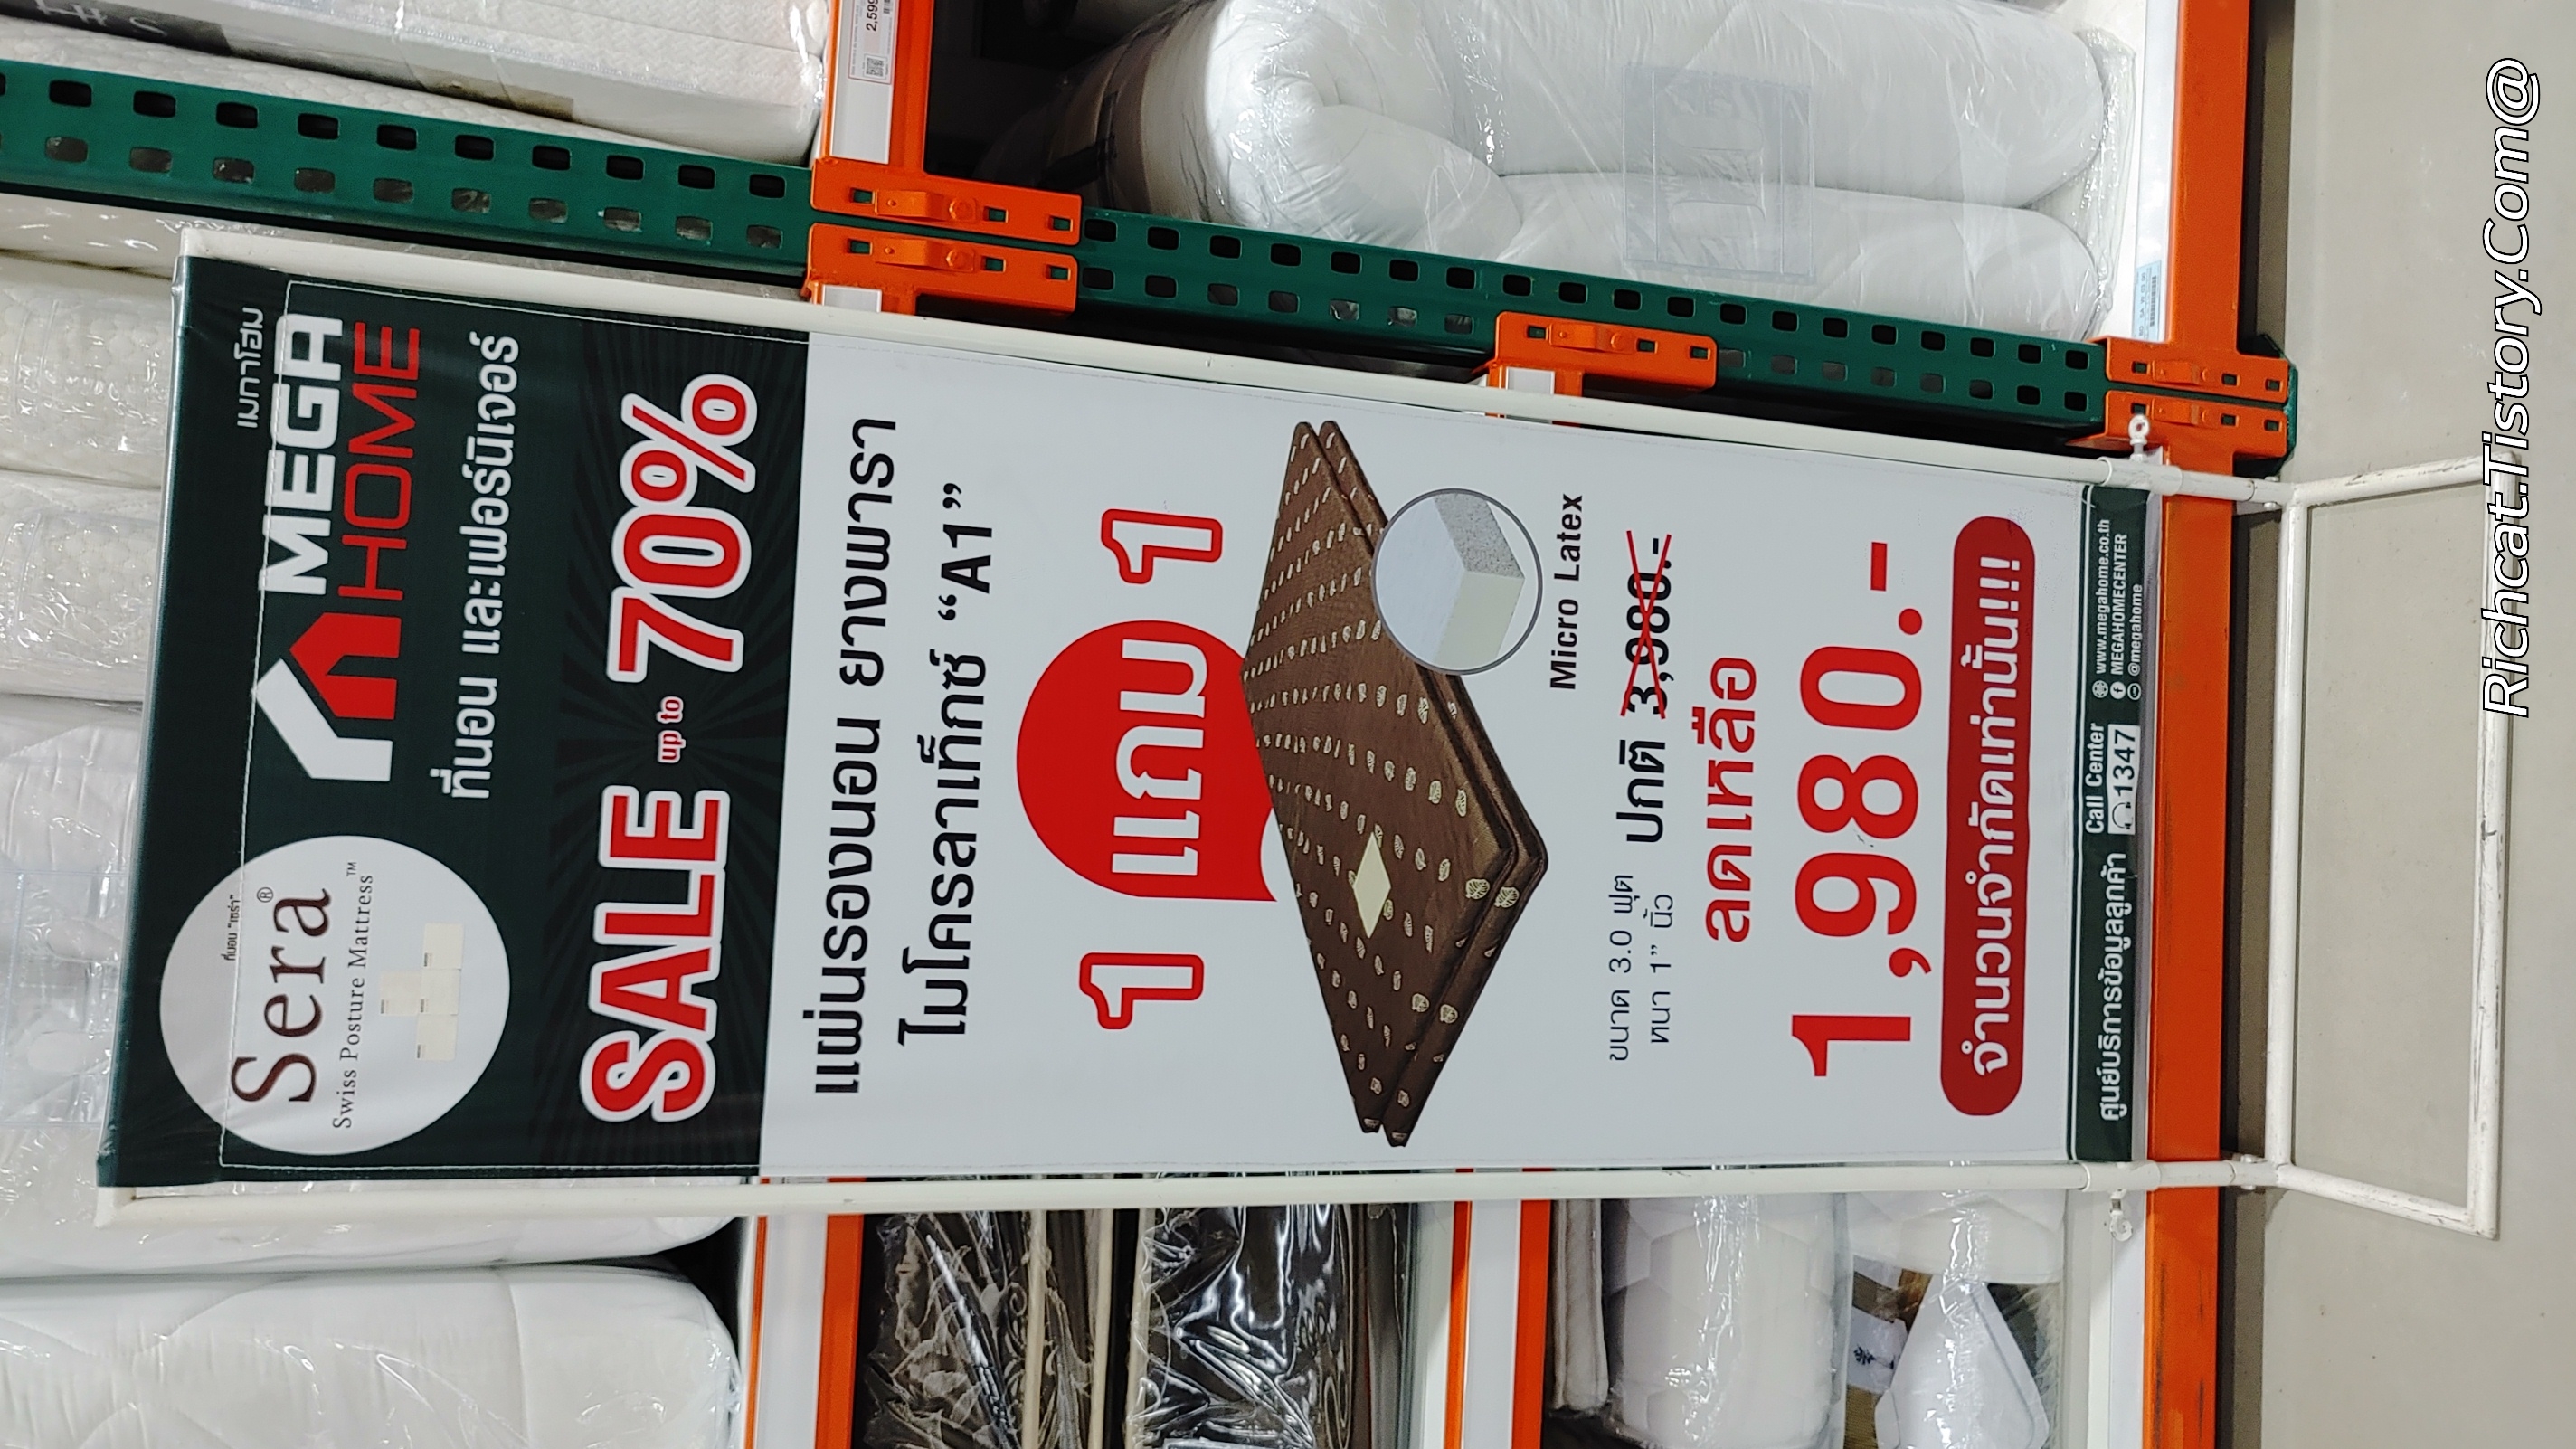 ที่นอน "เซร่า"
Sera®
Swiss Posture Mattress™
เมกาโฮม
MEGA
HOME
ที่นอน และเฟอร์นิเจอร์
SALE up to 70%
แผ่นรองนอน ยางพารา
ไมโครลาเท็กซ์ “A1”
1 แถม 1
Micro Latex
ขนาด 3.0 ฟุต
หนา 1” นิ้ว
ปกติ 3,980.-
ลดเหลือ
1,980.-
จำนวนจำกัดเท่านั้น!!!
ศูนย์บริการข้อมูลลูกค้า
Call Center
1347
www.megahome.co.th
MEGAHOMECENTER
@megahome
2,599
Richcat.Tistory.Com@